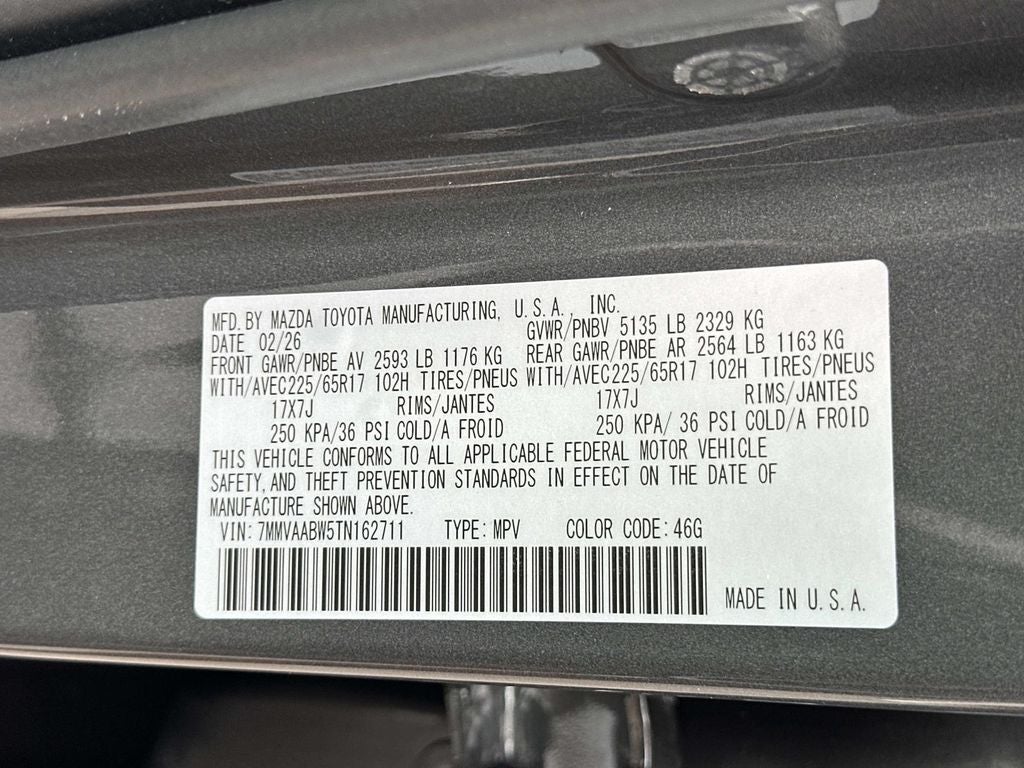 MFD. BY MAZDA TOYOTA MANUFACTURING, U.S.A., INC.
DATE 02/26 GVWR/PNBV 5135 LB 2329 KG
FRONT GAWR/PNBE AV 2593 LB 1176 KG REAR GAWR/PNBE AR 2564 LB 1163 KG
WITH/AVEC225/65R17 102H TIRES/PNEUS WITH/AVEC225/65R17 102H TIRES/PNEUS
17X7J RIMS/JANTES 17X7J RIMS/JANTES
250 KPA/36 PSI COLD/A FROID 250 KPA/ 36 PSI COLD/A FROID
THIS VEHICLE CONFORMS TO ALL APPLICABLE FEDERAL MOTOR VEHICLE
SAFETY, AND THEFT PREVENTION STANDARDS IN EFFECT ON THE DATE OF
MANUFACTURE SHOWN ABOVE.
VIN: 7MMVAABW5TN162711 TYPE: MPV COLOR CODE: 46G
MADE IN U.S.A.